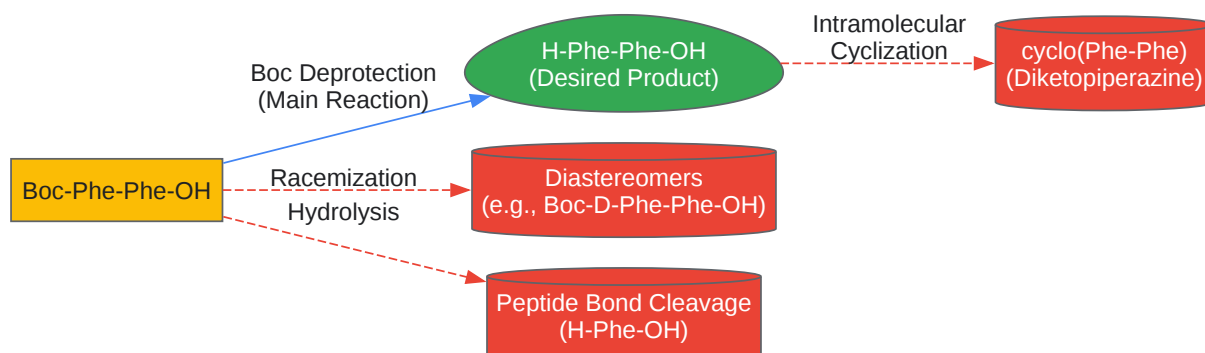 Boc-Phe-Phe-OH
Boc Deprotection
(Main Reaction)
H-Phe-Phe-OH
(Desired Product)
Intramolecular
Cyclization
cyclo(Phe-Phe)
(Diketopiperazine)
Racemization
Diastereomers
(e.g., Boc-D-Phe-Phe-OH)
Hydrolysis
Peptide Bond Cleavage
(H-Phe-OH)